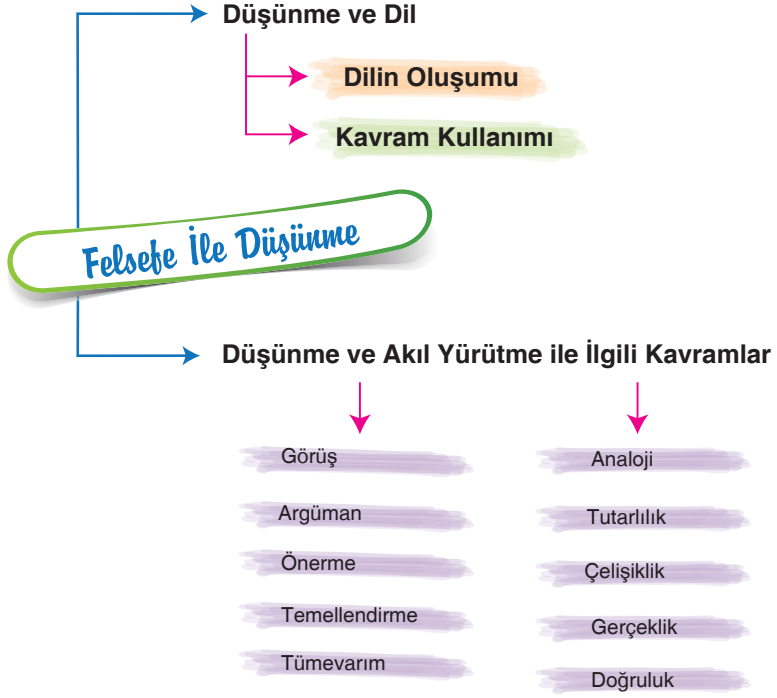 Düşünme ve Dil
Dilin Oluşumu
Kavram Kullanımı
Felsefe İle Düşünme
Düşünme ve Akıl Yürütme ile İlgili Kavramlar
Görüş
Argüman
Önerme
Temellendirme
Tümevarım
Analoji
Tutarlılık
Çelişiklik
Gerçeklik
Doğruluk